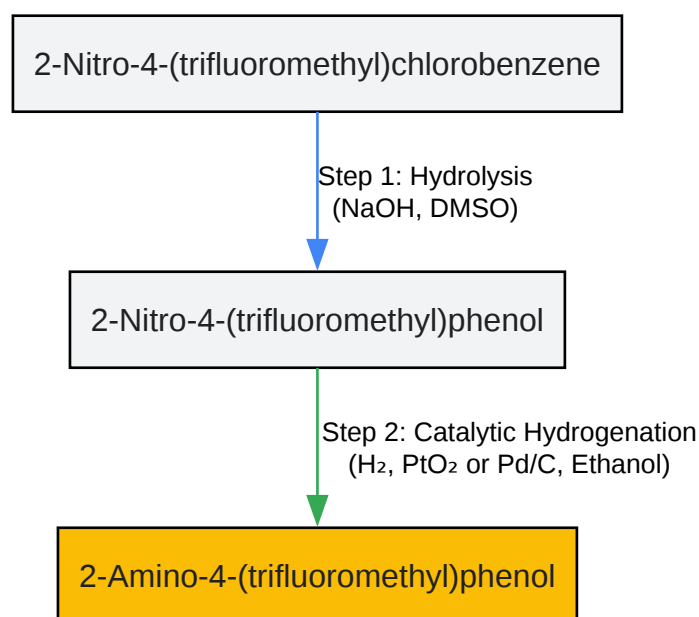 2-Nitro-4-(trifluoromethyl)chlorobenzene
Step 1: Hydrolysis
(NaOH, DMSO)
2-Nitro-4-(trifluoromethyl)phenol
Step 2: Catalytic Hydrogenation
(H₂, PtO₂ or Pd/C, Ethanol)
2-Amino-4-(trifluoromethyl)phenol